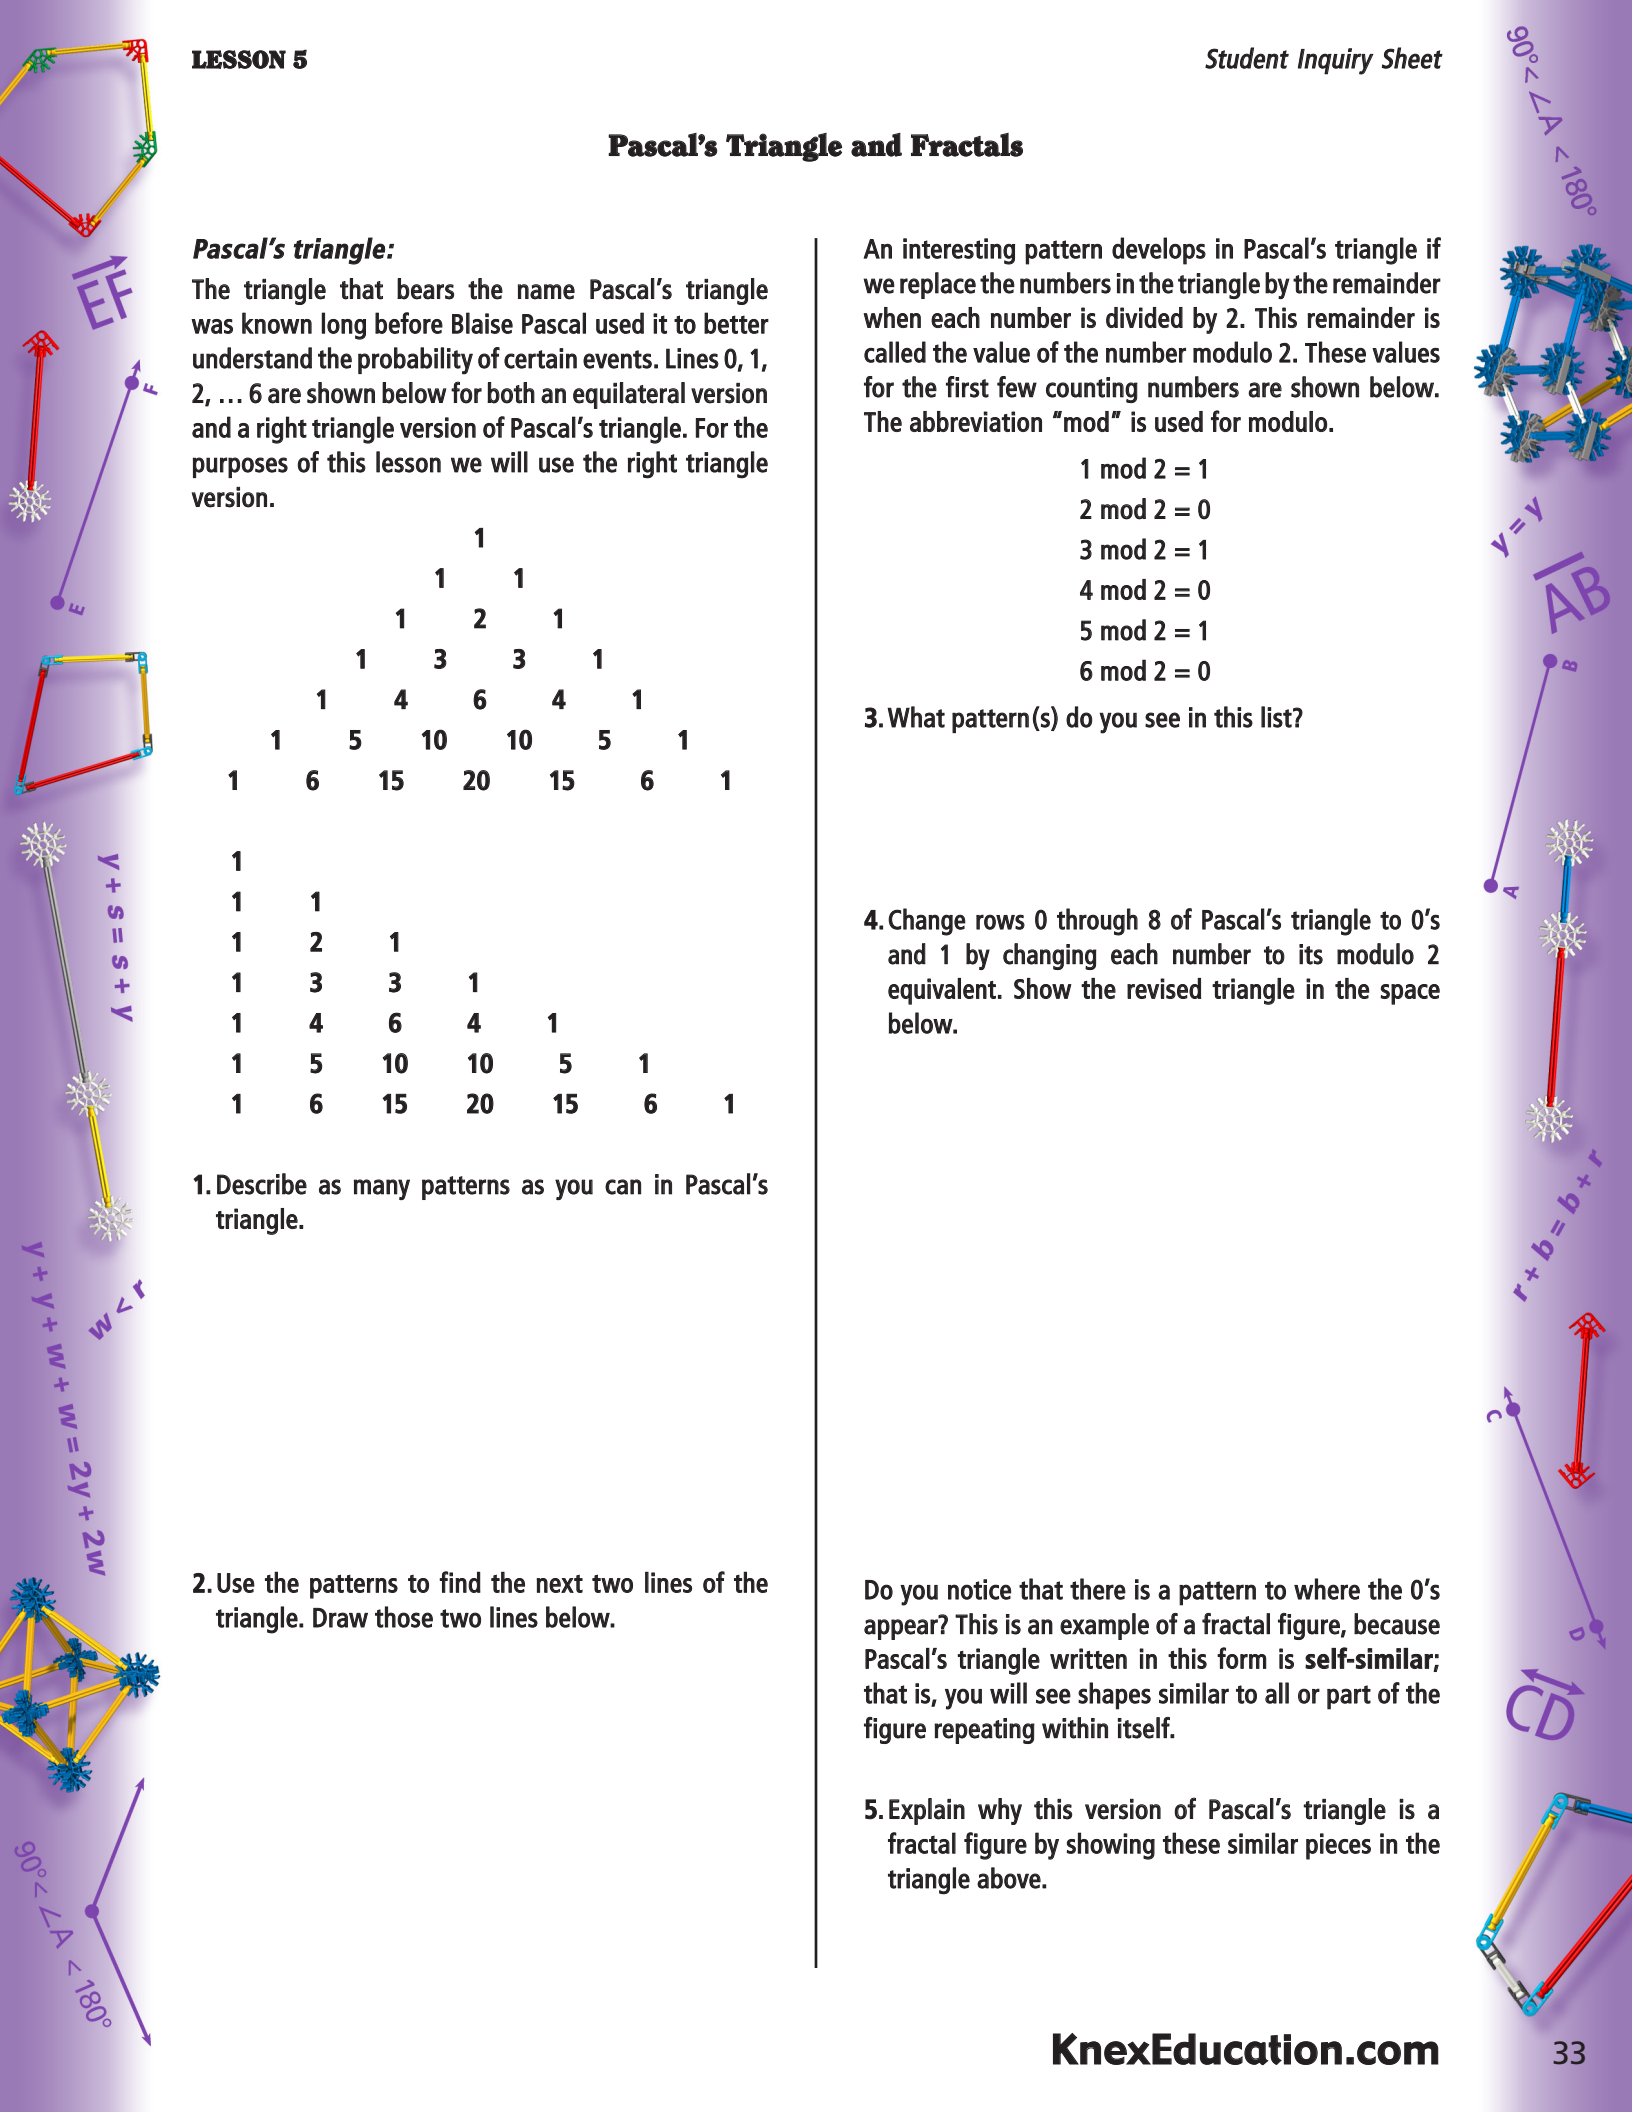 LESSON 5
Student Inquiry Sheet
Pascal's Triangle and Fractals
Pascal's triangle:
The triangle that bears the name Pascal's triangle
was known long before Blaise Pascal used it to better
understand the probability of certain events. Lines 0, 1,
2, … 6 are shown below for both an equilateral version
and a right triangle version of Pascal's triangle. For the
purposes of this lesson we will use the right triangle
version.
1
1 1
1 2 1
1 3 3 1
1 4 6 4 1
1 5 10 10 5 1
1 6 15 20 15 6 1
1
1 1
1 2 1
1 3 3 1
1 4 6 4 1
1 5 10 10 5 1
1 6 15 20 15 6 1
1. Describe as many patterns as you can in Pascal's
triangle.
2. Use the patterns to find the next two lines of the
triangle. Draw those two lines below.
An interesting pattern develops in Pascal's triangle if
we replace the numbers in the triangle by the remainder
when each number is divided by 2. This remainder is
called the value of the number modulo 2. These values
for the first few counting numbers are shown below.
The abbreviation "mod" is used for modulo.
1 mod 2 = 1
2 mod 2 = 0
3 mod 2 = 1
4 mod 2 = 0
5 mod 2 = 1
6 mod 2 = 0
3. What pattern(s) do you see in this list?
4. Change rows 0 through 8 of Pascal's triangle to 0's
and 1 by changing each number to its modulo 2
equivalent. Show the revised triangle in the space
below.
Do you notice that there is a pattern to where the 0's
appear? This is an example of a fractal figure, because
Pascal's triangle written in this form is self-similar;
that is, you will see shapes similar to all or part of the
figure repeating within itself.
5. Explain why this version of Pascal's triangle is a
fractal figure by showing these similar pieces in the
triangle above.
KnexEducation.com
33
EF
F
E
y + s = s + y
w < r
y + y + w + w = 2y + 2w
90° < ∠A < 180°
90° < ∠A < 180°
y = y
AB
B
A
r + b = b + r
C
D
CD